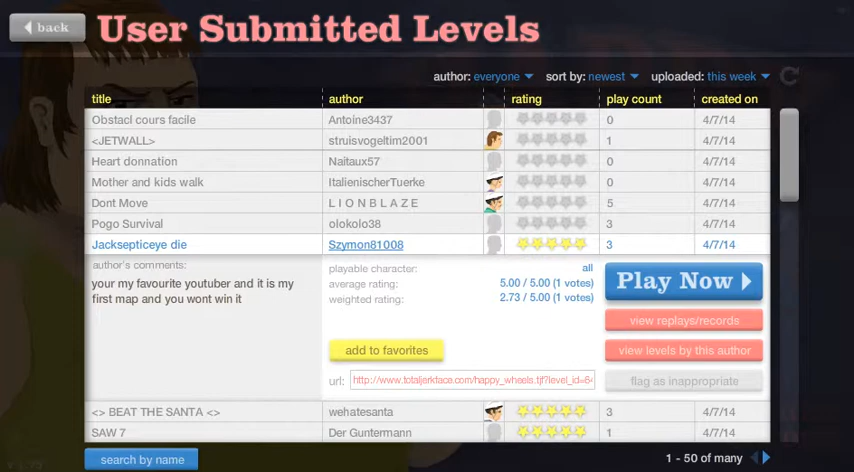 back
User Submitted Levels
author: everyone sort by: newest uploaded: this week
title author rating play count created on
Obstacl cours facile Antoine3437 0 4/7/14
<JETWALL> struisvogeltim2001 1 4/7/14
Heart donnation Naitaux57 0 4/7/14
Mother and kids walk ItalienischerTuerke 0 4/7/14
Dont Move L I O N B L A Z E 5 4/7/14
Pogo Survival olokolo38 3 4/7/14
Jacksepticeye die Szymon81008 3 4/7/14
author's comments:
your my favourite youtuber and it is my
first map and you wont win it
playable character: all
average rating: 5.00 / 5.00 (1 votes)
weighted rating: 2.73 / 5.00 (1 votes)
add to favorites
url: http://www.totaljerkface.com/happy_wheels.tjf?level_id=
Play Now
view replays/records
view levels by this author
flag as inappropriate
<> BEAT THE SANTA <> wehatesanta 3 4/7/14
SAW 7 Der Guntermann 1 4/7/14
search by name
1 - 50 of many